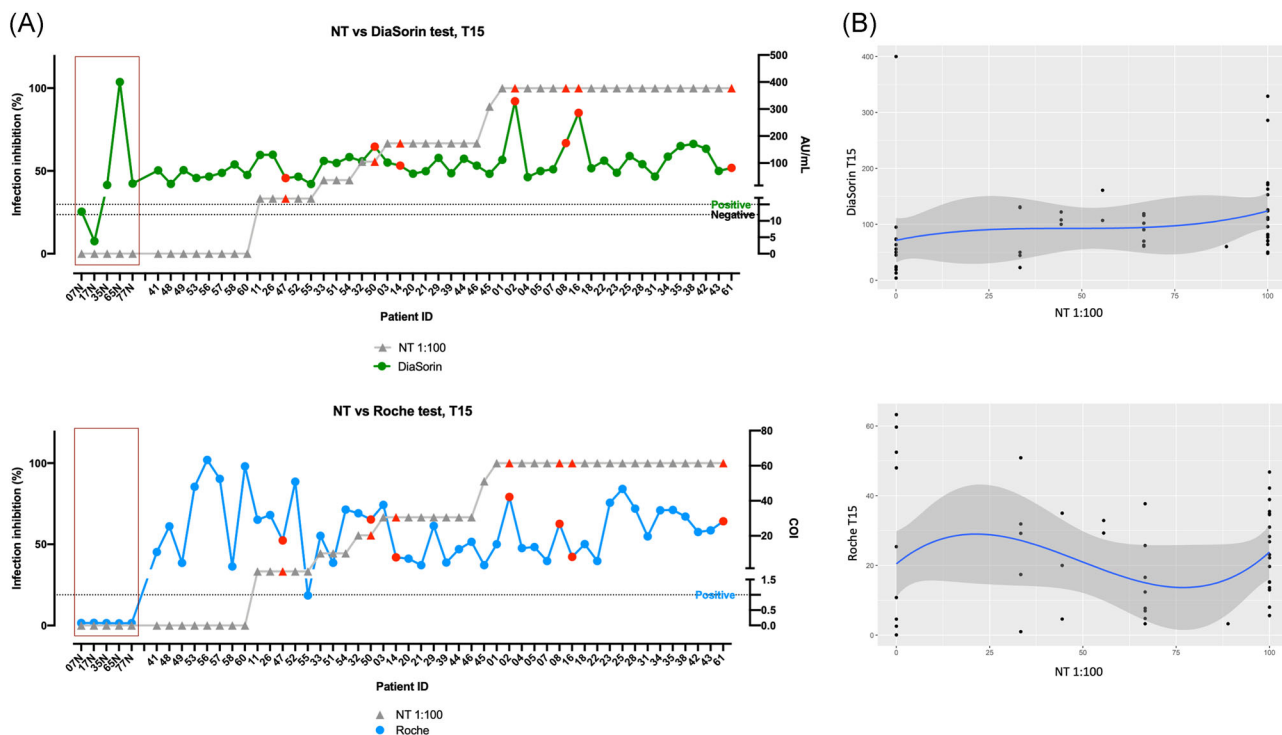 (A)
NT vs DiaSorin test, T15
Infection inhibition (%)
100
50
0
500
400
300
200
100
10
5
0
AU/mL
Positive
Negative
07N 17N 35N 65N 77N 41 48 49 53 56 57 58 60 11 26 47 52 55 33 51 54 32 50 03 14 20 21 29 39 44 46 45 01 02 04 05 07 08 16 18 22 23 25 28 31 34 35 38 42 43 61
Patient ID
NT 1:100
DiaSorin
NT vs Roche test, T15
Infection inhibition (%)
100
50
0
80
60
40
20
1.5
0.5
0.0
COI
Positive
07N 17N 35N 65N 77N 41 48 49 53 56 57 58 60 11 26 47 52 55 33 51 54 32 50 03 14 20 21 29 39 44 46 45 01 02 04 05 07 08 16 18 22 23 25 28 31 34 35 38 42 43 61
Patient ID
NT 1:100
Roche
(B)
DiaSorin T15
400
300
200
100
0
0 25 50 75 100
NT 1:100
Roche T15
60
40
20
0
0 25 50 75 100
NT 1:100